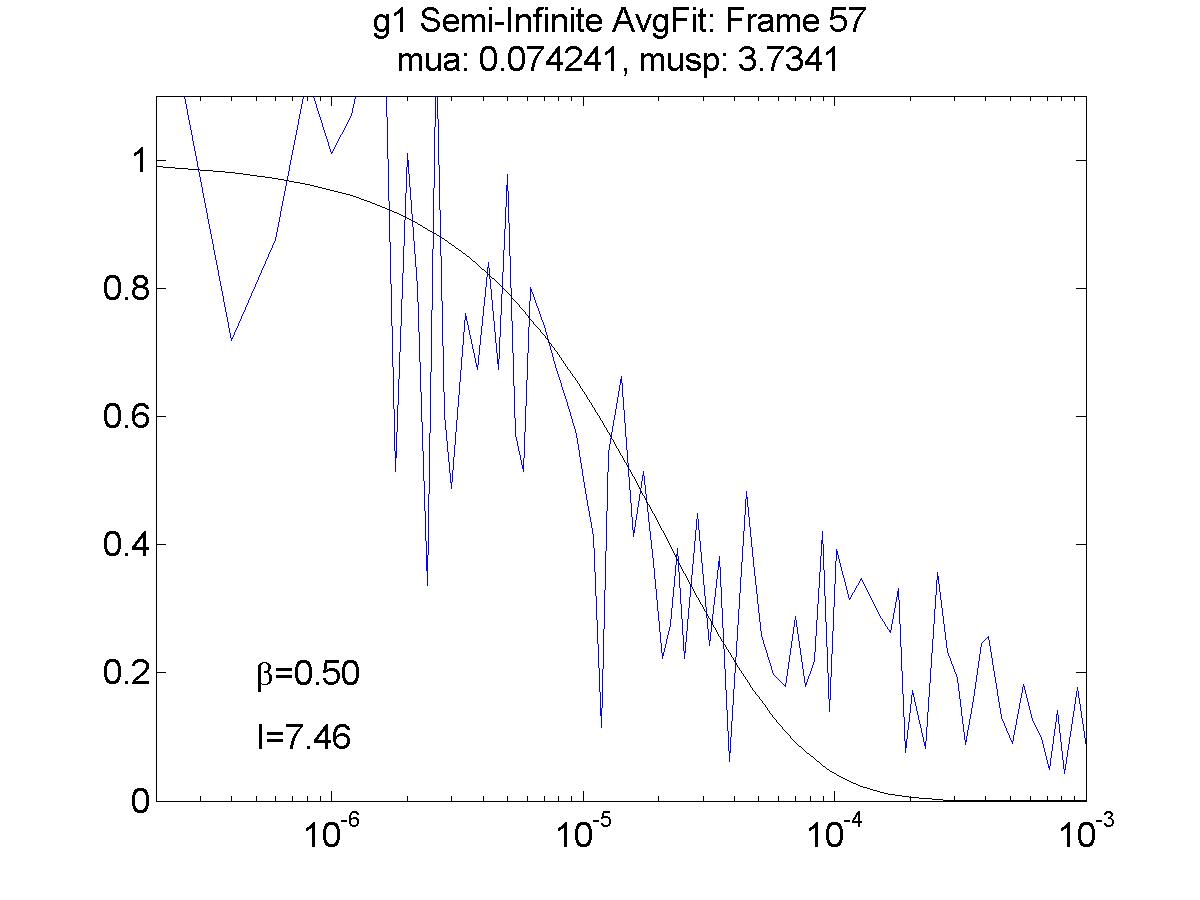 g1 Semi-Infinite AvgFit: Frame 57
mua: 0.074241, musp: 3.7341
1
0.8
0.6
0.4
0.2
0
β=0.50
I=7.46
10^-6
10^-5
10^-4
10^-3